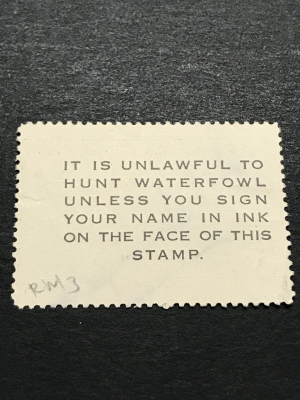 IT IS UNLAWFUL TO
HUNT WATERFOWL
UNLESS YOU SIGN
YOUR NAME IN INK
ON THE FACE OF THIS
STAMP.
RM3